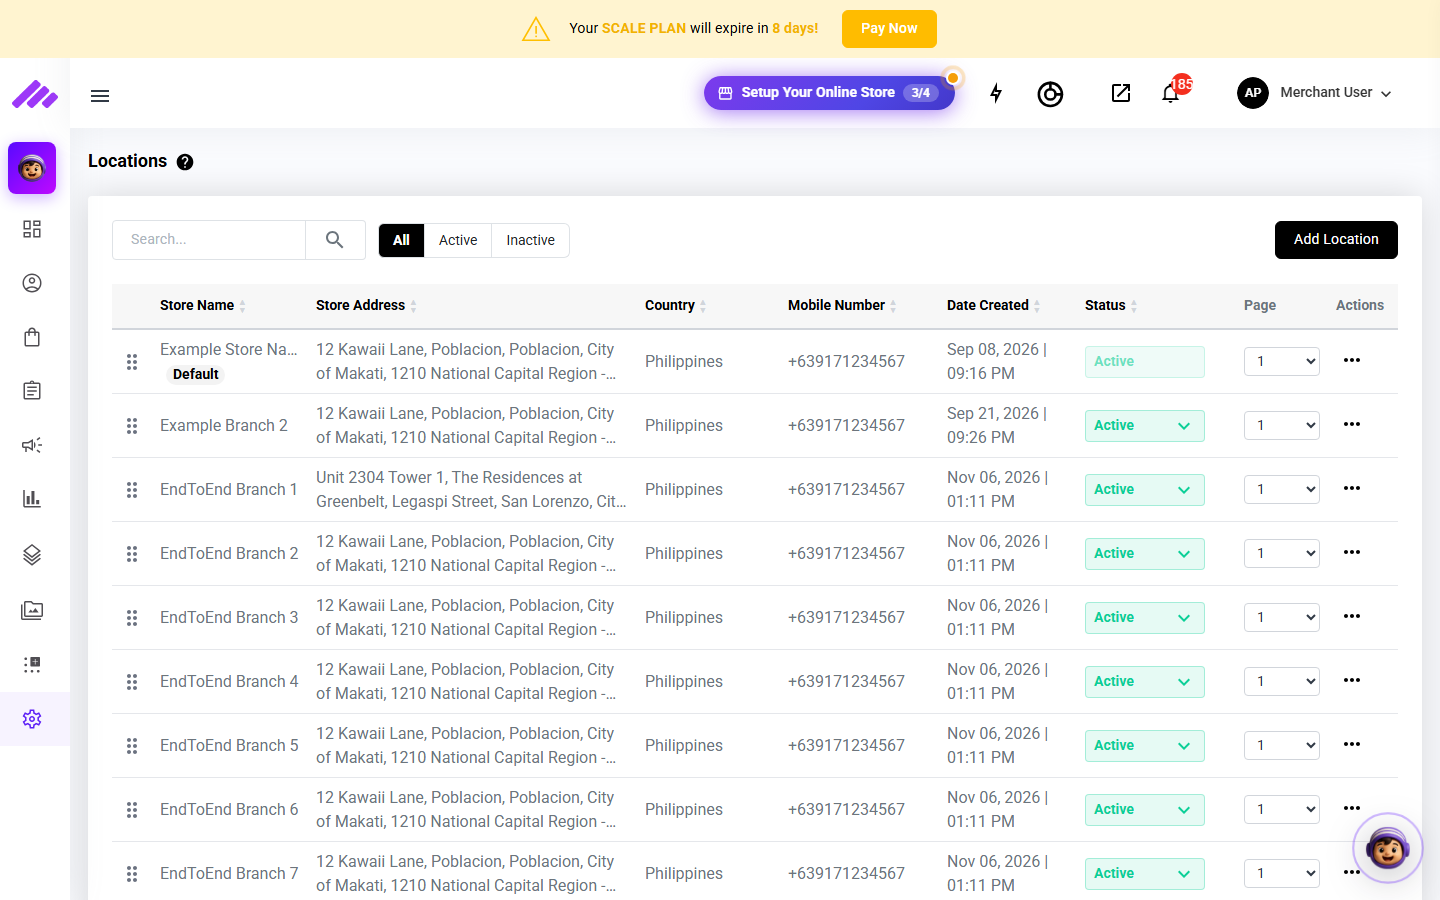 Your SCALE PLAN will expire in 8 days!
Pay Now
Setup Your Online Store 3/4
185
AP
Merchant User
Locations ?
Search...
All
Active
Inactive
Add Location
Store Name
Store Address
Country
Mobile Number
Date Created
Status
Page
Actions
Example Store Na...
Default
12 Kawaii Lane, Poblacion, Poblacion, City
of Makati, 1210 National Capital Region -...
Philippines
+639171234567
Sep 08, 2026 |
09:16 PM
Active
1
Example Branch 2
12 Kawaii Lane, Poblacion, Poblacion, City
of Makati, 1210 National Capital Region -...
Philippines
+639171234567
Sep 21, 2026 |
09:26 PM
Active
1
EndToEnd Branch 1
Unit 2304 Tower 1, The Residences at
Greenbelt, Legaspi Street, San Lorenzo, Cit...
Philippines
+639171234567
Nov 06, 2026 |
01:11 PM
Active
1
EndToEnd Branch 2
12 Kawaii Lane, Poblacion, Poblacion, City
of Makati, 1210 National Capital Region -...
Philippines
+639171234567
Nov 06, 2026 |
01:11 PM
Active
1
EndToEnd Branch 3
12 Kawaii Lane, Poblacion, Poblacion, City
of Makati, 1210 National Capital Region -...
Philippines
+639171234567
Nov 06, 2026 |
01:11 PM
Active
1
EndToEnd Branch 4
12 Kawaii Lane, Poblacion, Poblacion, City
of Makati, 1210 National Capital Region -...
Philippines
+639171234567
Nov 06, 2026 |
01:11 PM
Active
1
EndToEnd Branch 5
12 Kawaii Lane, Poblacion, Poblacion, City
of Makati, 1210 National Capital Region -...
Philippines
+639171234567
Nov 06, 2026 |
01:11 PM
Active
1
EndToEnd Branch 6
12 Kawaii Lane, Poblacion, Poblacion, City
of Makati, 1210 National Capital Region -...
Philippines
+639171234567
Nov 06, 2026 |
01:11 PM
Active
1
EndToEnd Branch 7
12 Kawaii Lane, Poblacion, Poblacion, City
of Makati, 1210 National Capital Region -...
Philippines
+639171234567
Nov 06, 2026 |
01:11 PM
Active
1